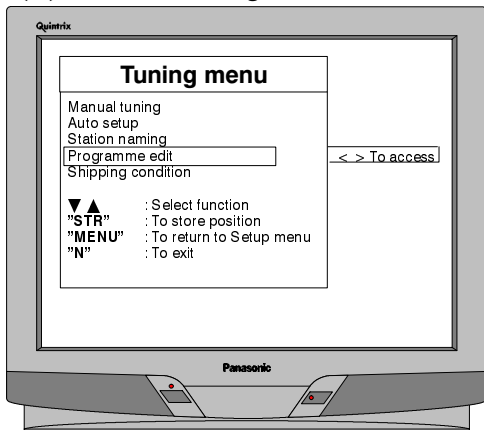 Quintrix
Tuning menu
Manual tuning
Auto setup
Station naming
Programme edit
< > To access
Shipping condition
▼ ▲ : Select function
"STR" : To store position
"MENU" : To return to Setup menu
"N" : To exit
Panasonic